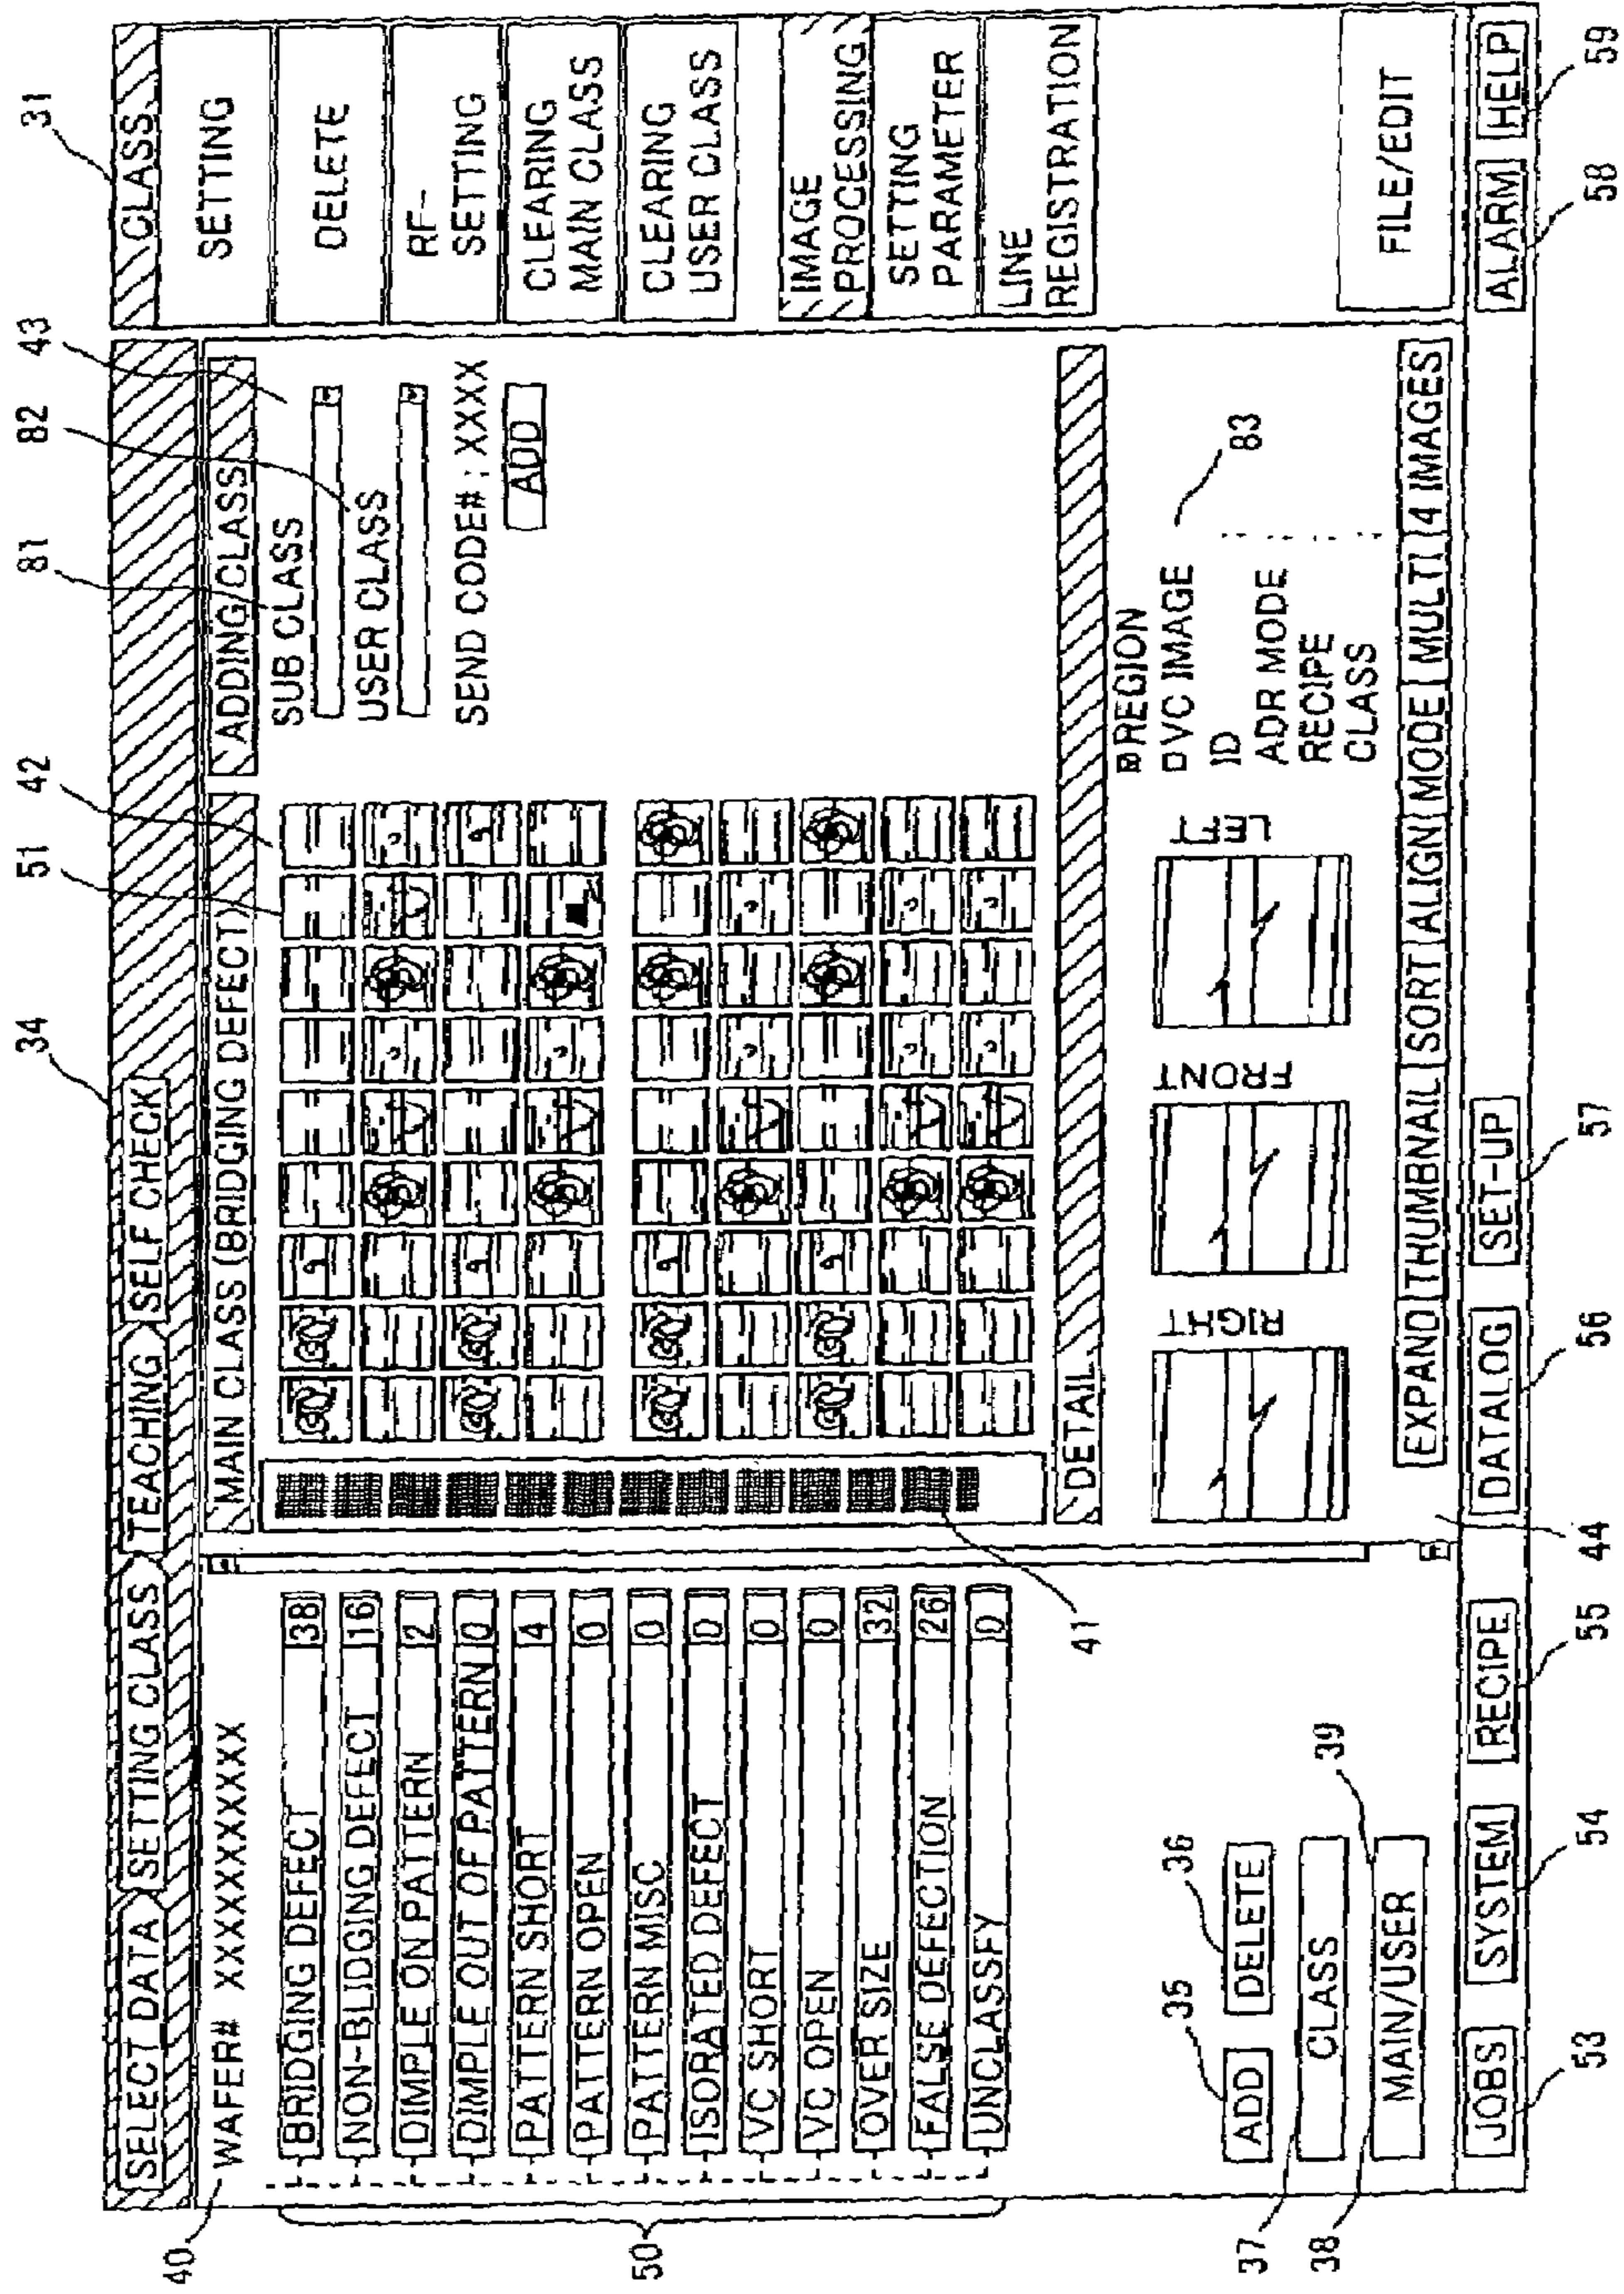 34
81
82
43
31
SELECT DATA
SETTING CLASS
TEACHING
SELF CHECK
CLASS
40
WAFER# XXXXXXXXXX
MAIN CLASS (BRIDGING DEFECT)
51
42
ADDING CLASS
SUB CLASS
USER CLASS
SEND CODE# : XXXX
ADD
SETTING
DELETE
RE-
SETTING
CLEARING
MAIN CLASS
CLEARING
USER CLASS
IMAGE
PROCESSING
SETTING
PARAMETER
LINE
REGISTRATION
FILE/EDIT
BRIDGING DEFECT 38
NON-BLIDGING DEFECT 16
DIMPLE ON PATTERN 2
DIMPLE OUT OF PATTERN 0
PATTERN SHORT 4
PATTERN OPEN 0
PATTERN MISC 0
ISORATED DEFECT 0
VC SHORT 0
VC OPEN 0
OVER SIZE 32
FALSE DEFECTION 26
UNCLASSFY 0
50
41
DETAIL
RIGHT
FRONT
LEFT
REGION
VC IMAGE
ID
ADR MODE
RECIPE
CLASS
83
35
36
ADD
DELETE
37
CLASS
38
39
MAIN/USER
44
EXPAND
THUMBNAIL
SORT
ALIGN
MODE
MULTI
4 IMAGES
JOBS
SYSTEM
RECIPE
DATALOG
SET-UP
ALARM
HELP
53
54
55
56
57
58
59